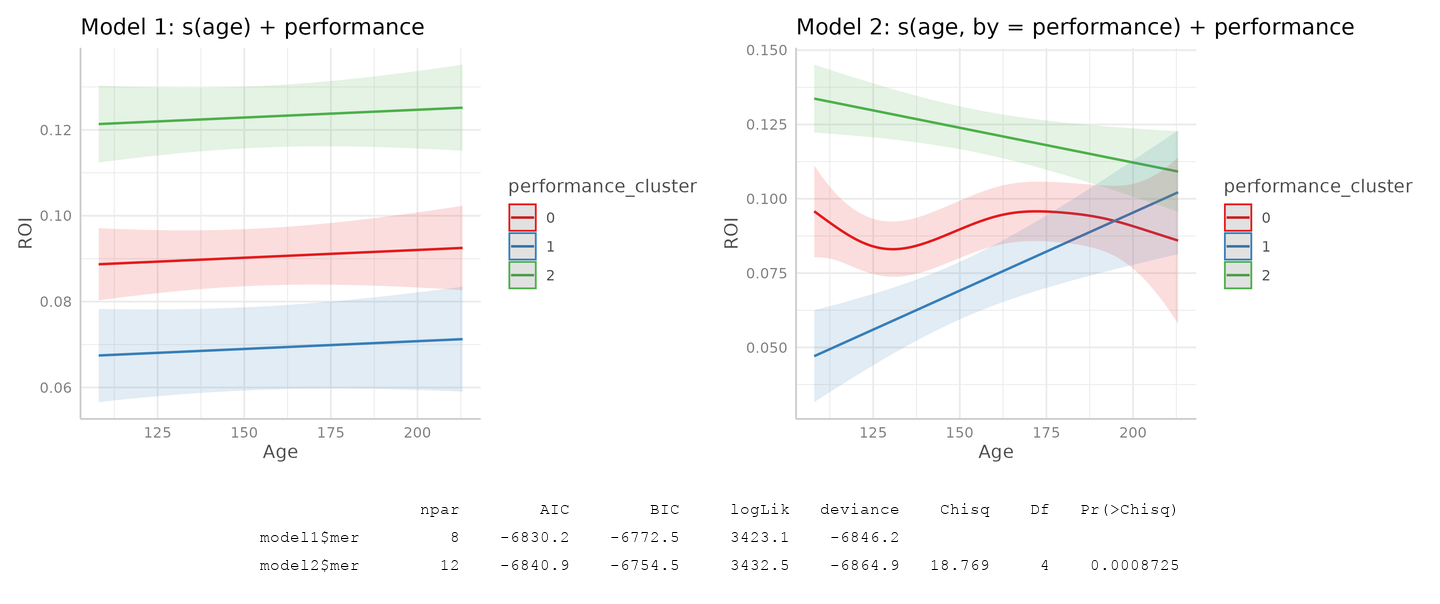 Model 1: s(age) + performance
0.12
0.10
0.08
0.06
ROI
125 150 175 200
Age
performance_cluster
0
1
2
Model 2: s(age, by = performance) + performance
0.150
0.125
0.100
0.075
0.050
ROI
125 150 175 200
Age
performance_cluster
0
1
2
npar AIC BIC logLik deviance Chisq Df Pr(>Chisq)
model1$mer 8 -6830.2 -6772.5 3423.1 -6846.2
model2$mer 12 -6840.9 -6754.5 3432.5 -6864.9 18.769 4 0.0008725